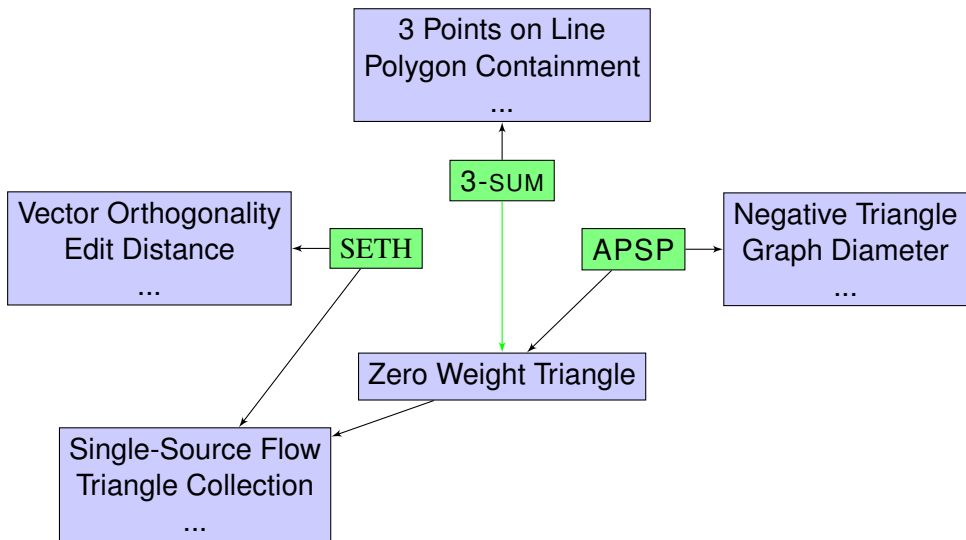 3 Points on Line
Polygon Containment
...
3-SUM
Vector Orthogonality
Edit Distance
...
SETH
APSP
Negative Triangle
Graph Diameter
...
Zero Weight Triangle
Single-Source Flow
Triangle Collection
...